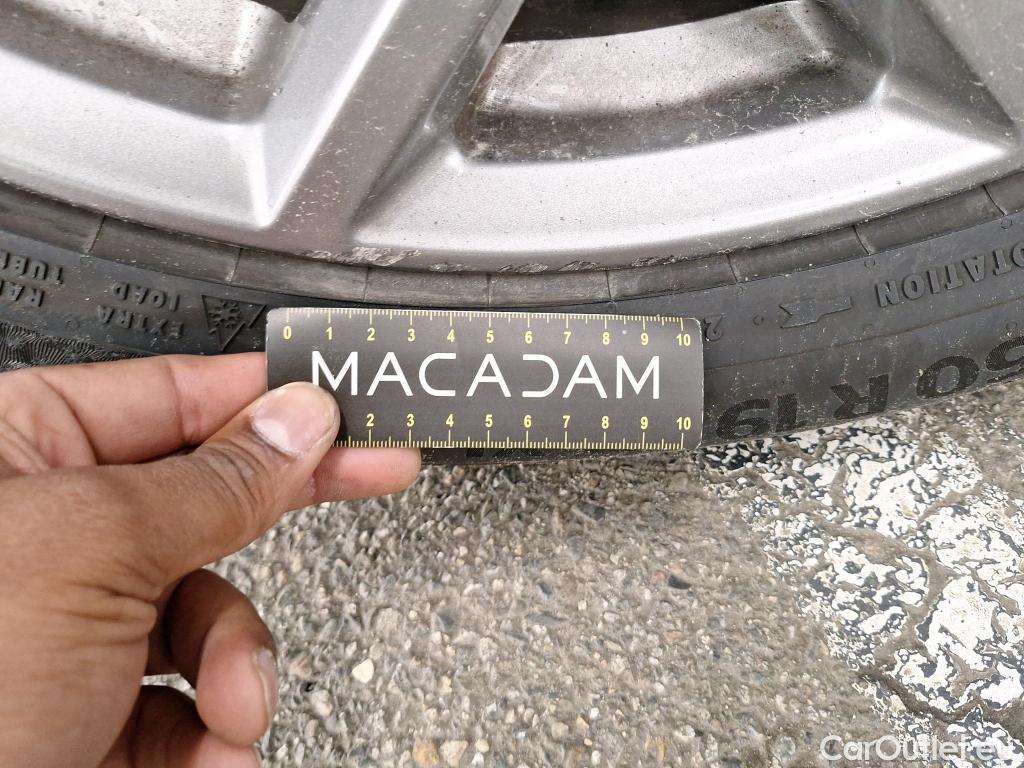 0 1 2 3 4 5 6 7 8 9 10
MACADAM
2 3 4 5 6 7 8 9 10
EXTRA
LOAD
ROTATION
50 R 19
CarOutlet.eu